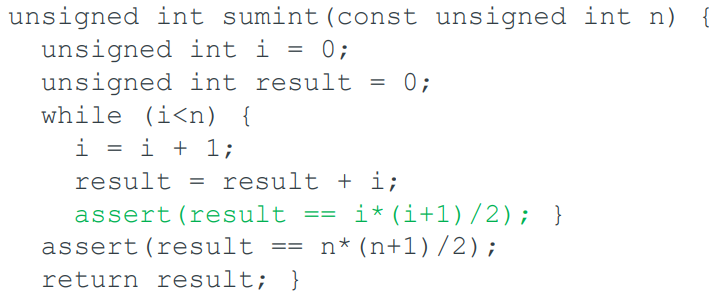 unsigned int sumint(const unsigned int n) {
  unsigned int i = 0;
  unsigned int result = 0;
  while (i<n) {
    i = i + 1;
    result = result + i;
    assert(result == i*(i+1)/2); }
  assert(result == n*(n+1)/2);
  return result; }